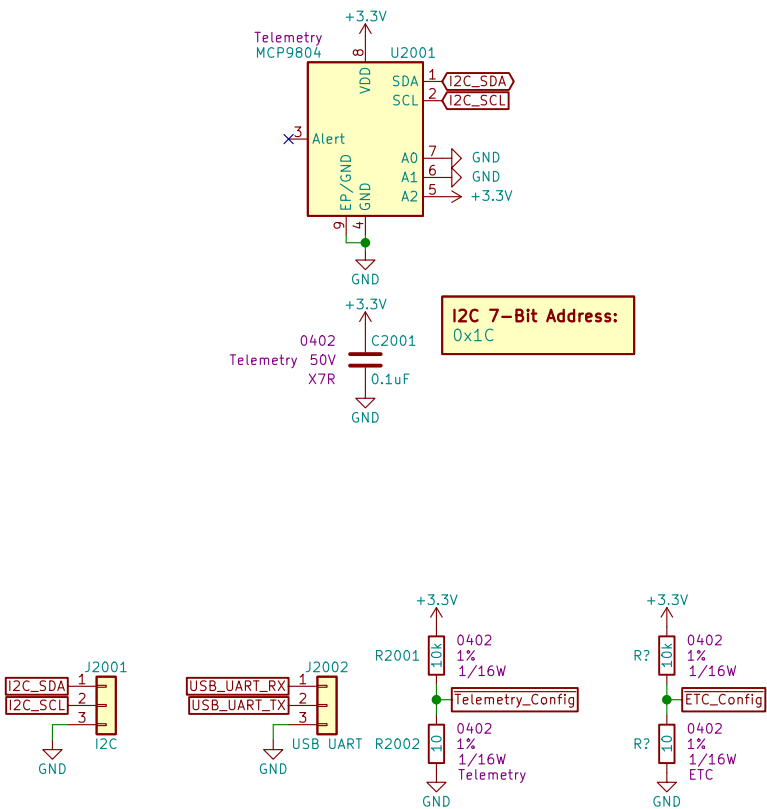 +3.3V
Telemetry
MCP9804
U2001
8
VDD
SDA 1 I2C_SDA
SCL 2 I2C_SCL
3 Alert
A0 7 GND
A1 6 GND
A2 5 +3.3V
EP/GND
GND
9
4
GND
+3.3V
0402 C2001
Telemetry 50V
X7R 0.1uF
GND
I2C 7-Bit Address:
0x1C
J2001
I2C_SDA 1
I2C_SCL 2
3
I2C
GND
J2002
USB_UART_RX 1
USB_UART_TX 2
3
USB UART
GND
+3.3V
R2001 10k
0402
1%
1/16W
Telemetry_Config
R2002 10
0402
1%
1/16W
Telemetry
GND
+3.3V
R? 10k
0402
1%
1/16W
ETC_Config
R? 10
0402
1%
1/16W
ETC
GND